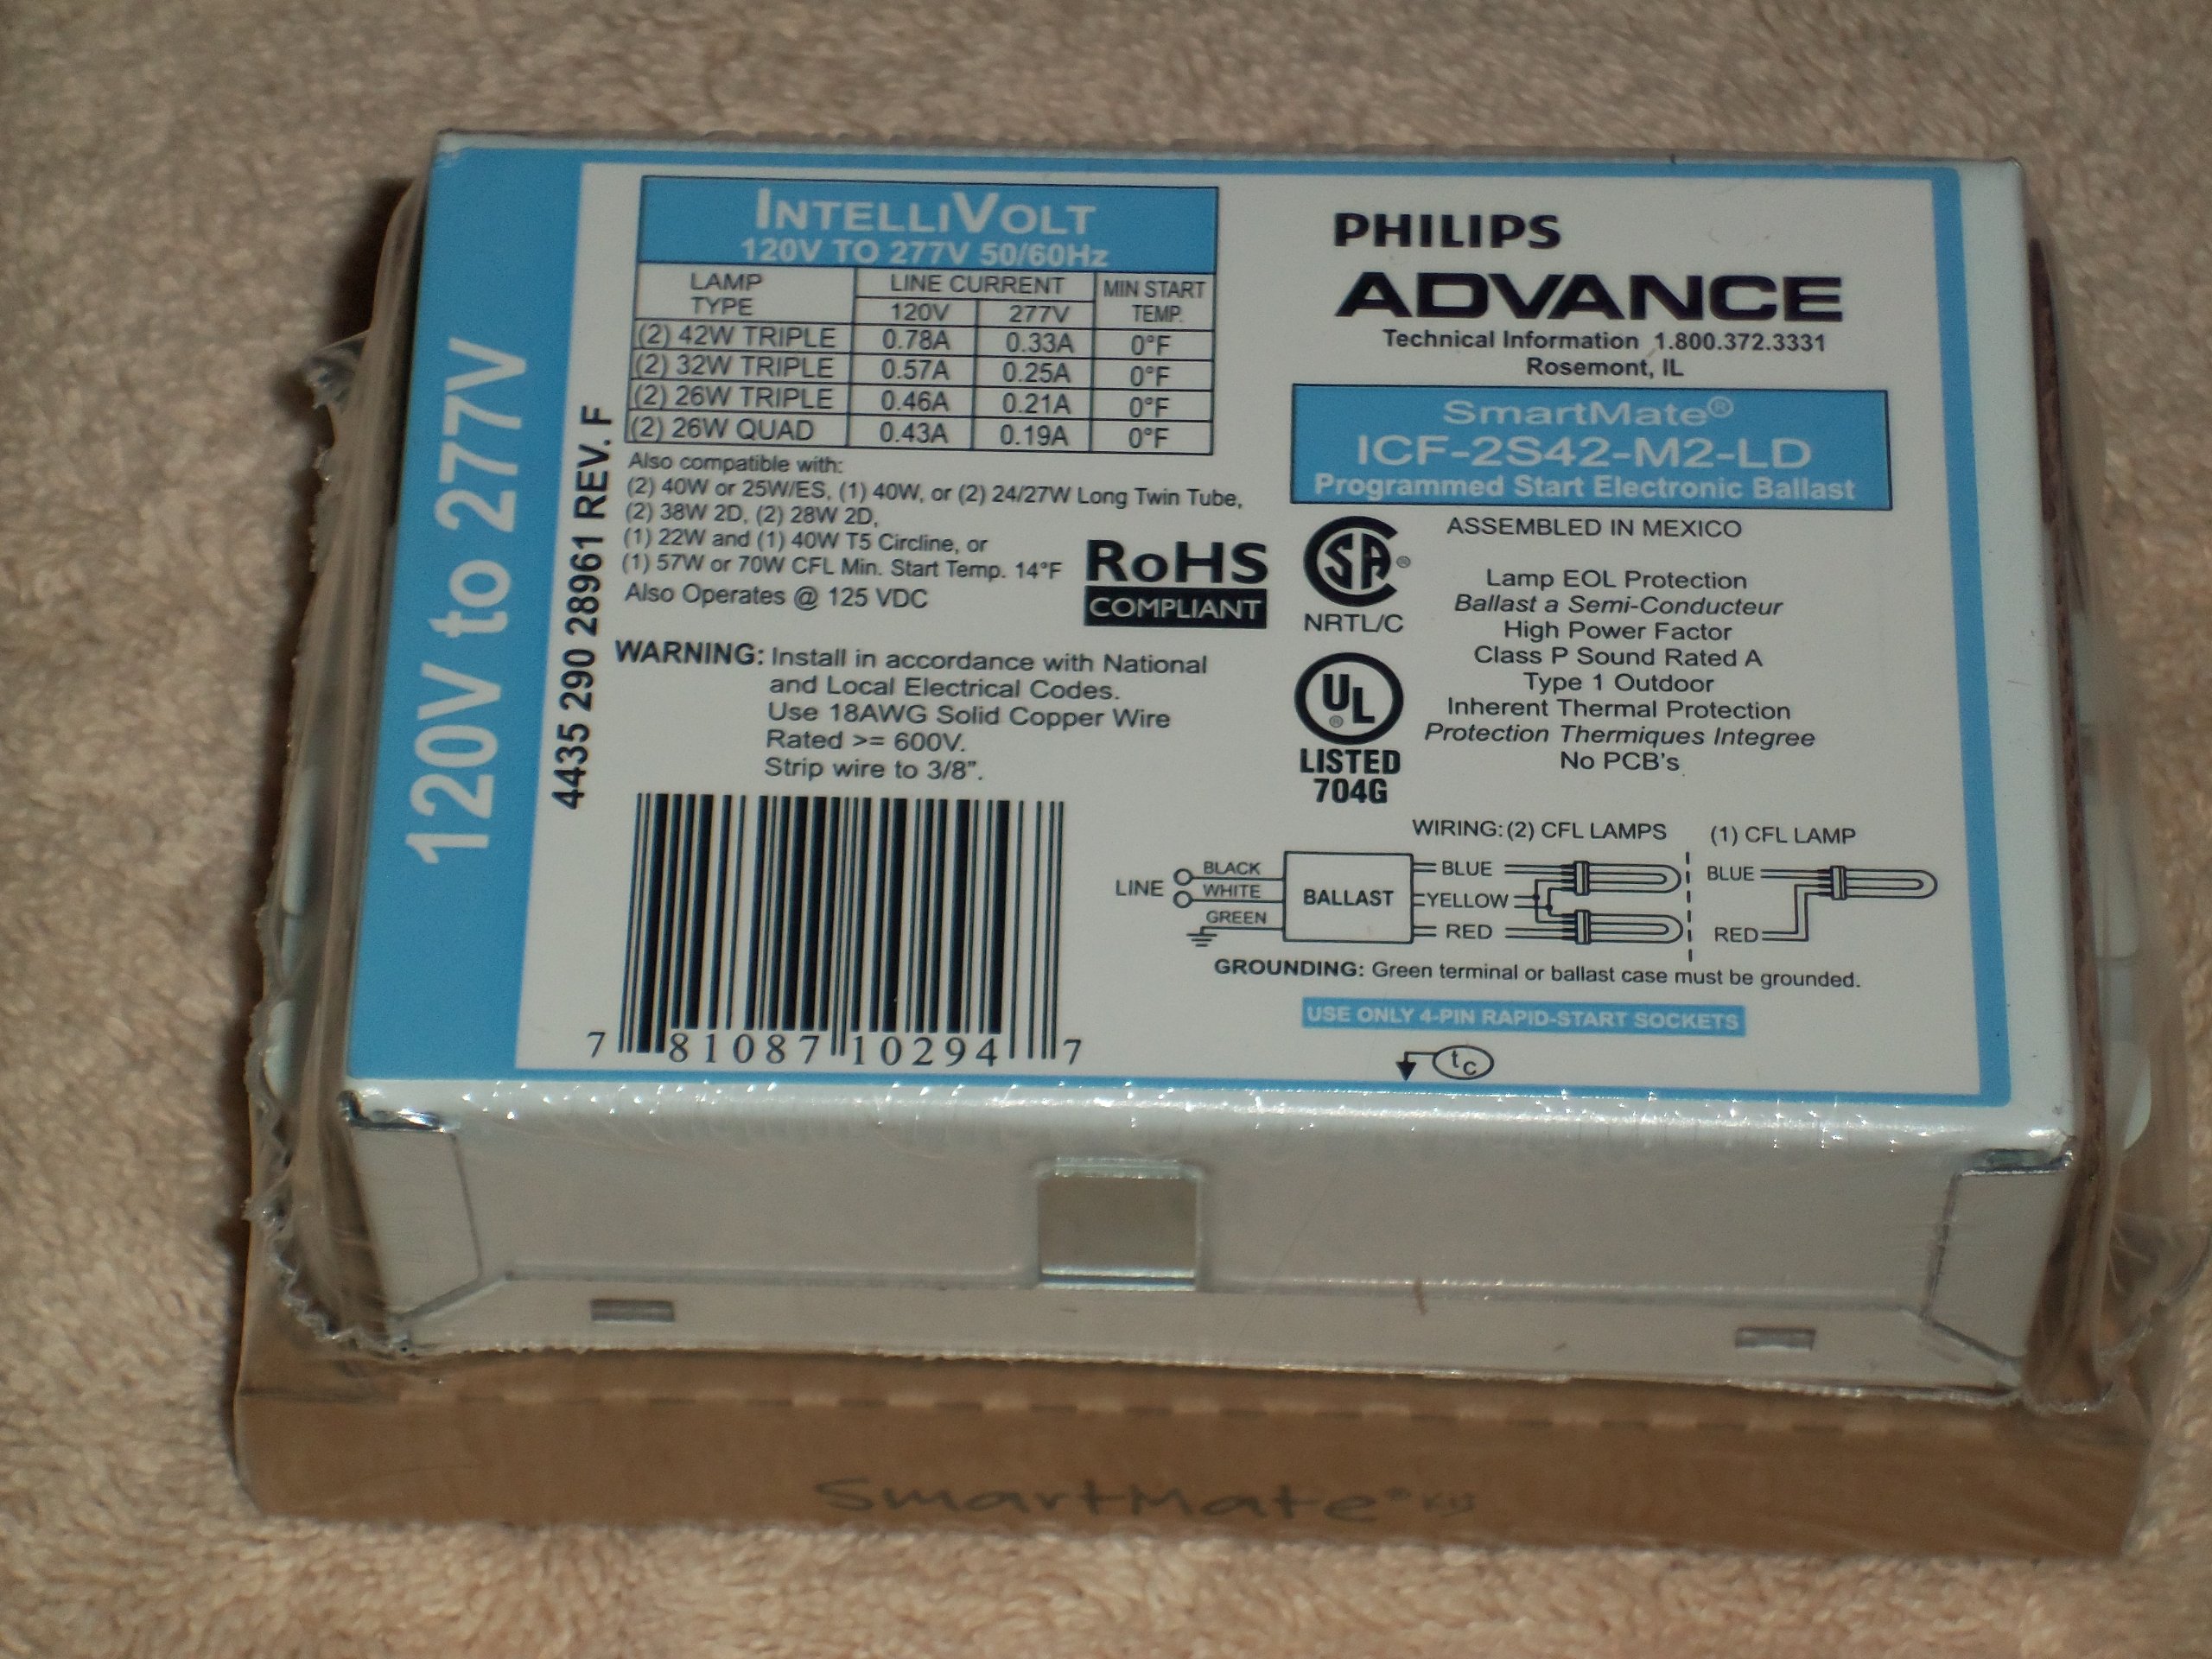 120V to 277V
4435 290 28961 REV. F
INTELLIVOLT
120V TO 277V 50/60Hz
LAMP TYPE LINE CURRENT MIN START TEMP.
120V 277V
(2) 42W TRIPLE 0.78A 0.33A 0°F
(2) 32W TRIPLE 0.57A 0.25A 0°F
(2) 26W TRIPLE 0.46A 0.21A 0°F
(2) 26W QUAD 0.43A 0.19A 0°F
Also compatible with:
(2) 40W or 25W/ES, (1) 40W, or (2) 24/27W Long Twin Tube,
(2) 38W 2D, (2) 28W 2D,
(1) 22W and (1) 40W T5 Circline, or
(1) 57W or 70W CFL Min. Start Temp. 14°F
Also Operates @ 125 VDC
RoHS
COMPLIANT
WARNING: Install in accordance with National
and Local Electrical Codes.
Use 18AWG Solid Copper Wire
Rated >= 600V.
Strip wire to 3/8".
7 81087 10294 7
PHILIPS
ADVANCE
Technical Information 1.800.372.3331
Rosemont, IL
SmartMate®
ICF-2S42-M2-LD
Programmed Start Electronic Ballast
SA®
NRTL/C
UL®
LISTED
704G
ASSEMBLED IN MEXICO
Lamp EOL Protection
Ballast a Semi-Conducteur
High Power Factor
Class P Sound Rated A
Type 1 Outdoor
Inherent Thermal Protection
Protection Thermiques Integree
No PCB's
WIRING: (2) CFL LAMPS (1) CFL LAMP
LINE
BLACK
WHITE
GREEN
BALLAST
BLUE
YELLOW
RED
BLUE
RED
GROUNDING: Green terminal or ballast case must be grounded.
USE ONLY 4-PIN RAPID-START SOCKETS
tc
SmartMate®